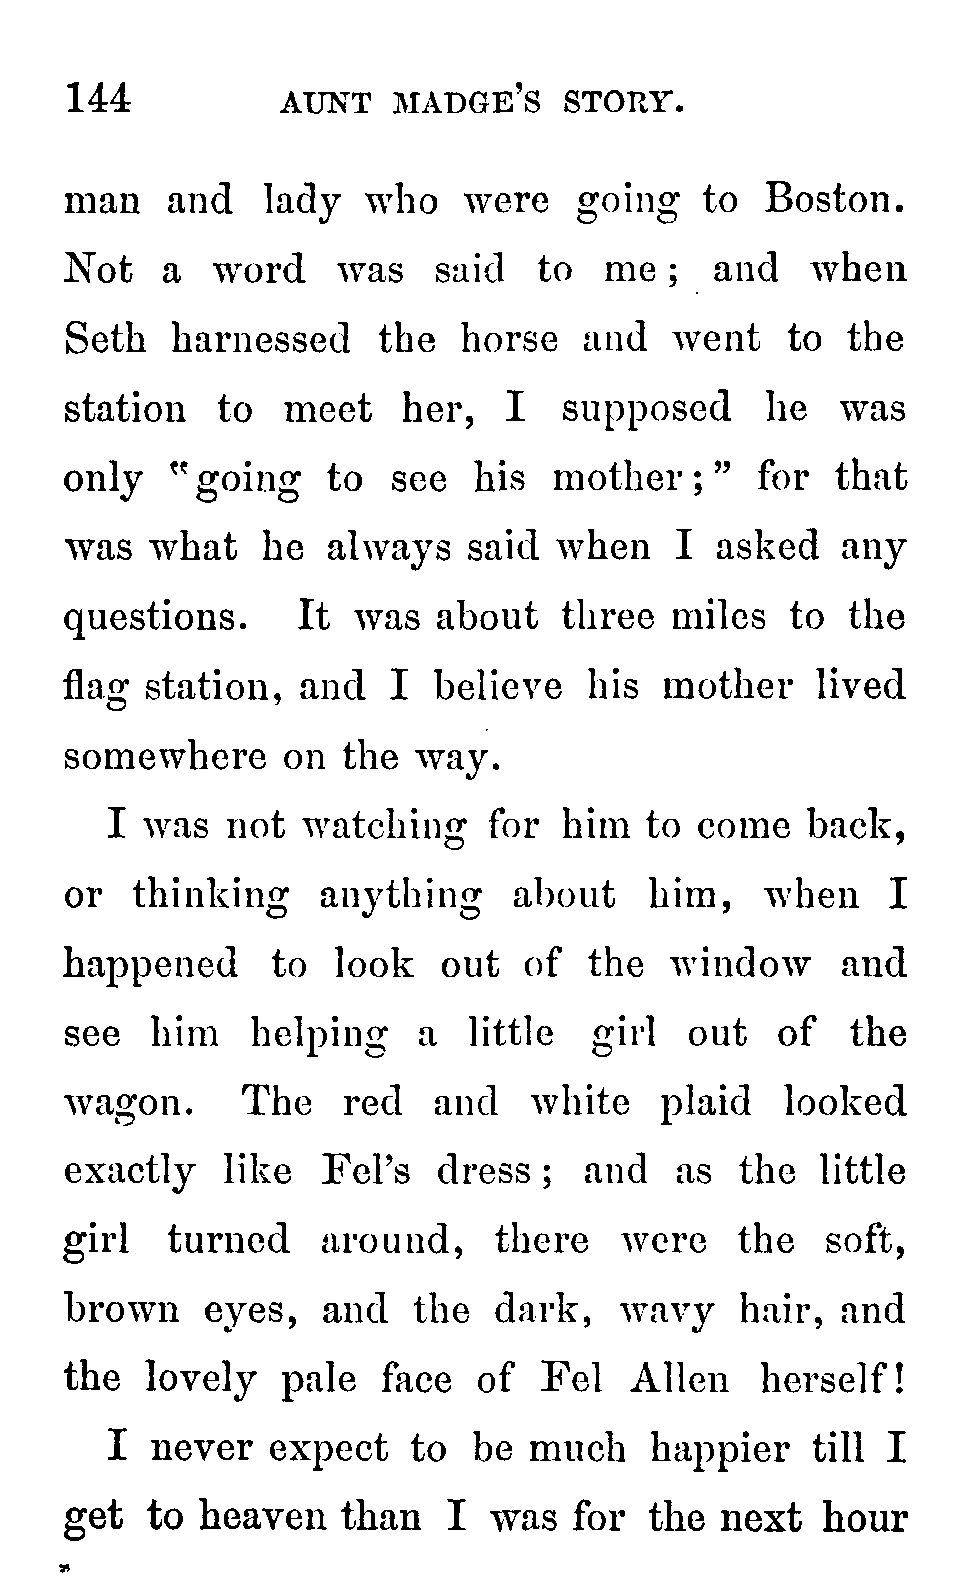 144 AUNT MADGE'S STORY.
man and lady who were going to Boston.
Not a word was said to me; and when
Seth harnessed the horse and went to the
station to meet her, I supposed he was
only "going to see his mother;" for that
was what he always said when I asked any
questions. It was about three miles to the
flag station, and I believe his mother lived
somewhere on the way.
I was not watching for him to come back,
or thinking anything about him, when I
happened to look out of the window and
see him helping a little girl out of the
wagon. The red and white plaid looked
exactly like Fel's dress; and as the little
girl turned around, there were the soft,
brown eyes, and the dark, wavy hair, and
the lovely pale face of Fel Allen herself!
I never expect to be much happier till I
get to heaven than I was for the next hour